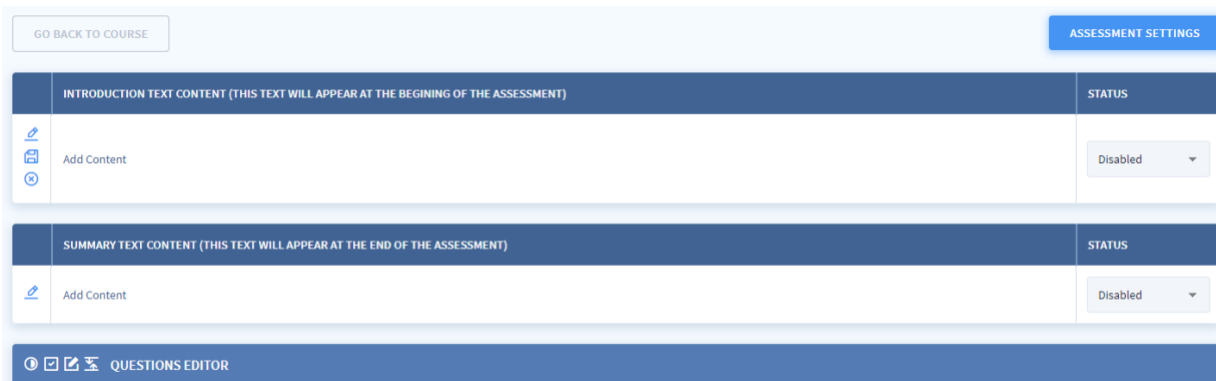 GO BACK TO COURSE
ASSESSMENT SETTINGS
INTRODUCTION TEXT CONTENT (THIS TEXT WILL APPEAR AT THE BEGINING OF THE ASSESSMENT)
STATUS
Add Content
Disabled
SUMMARY TEXT CONTENT (THIS TEXT WILL APPEAR AT THE END OF THE ASSESSMENT)
STATUS
Add Content
Disabled
QUESTIONS EDITOR